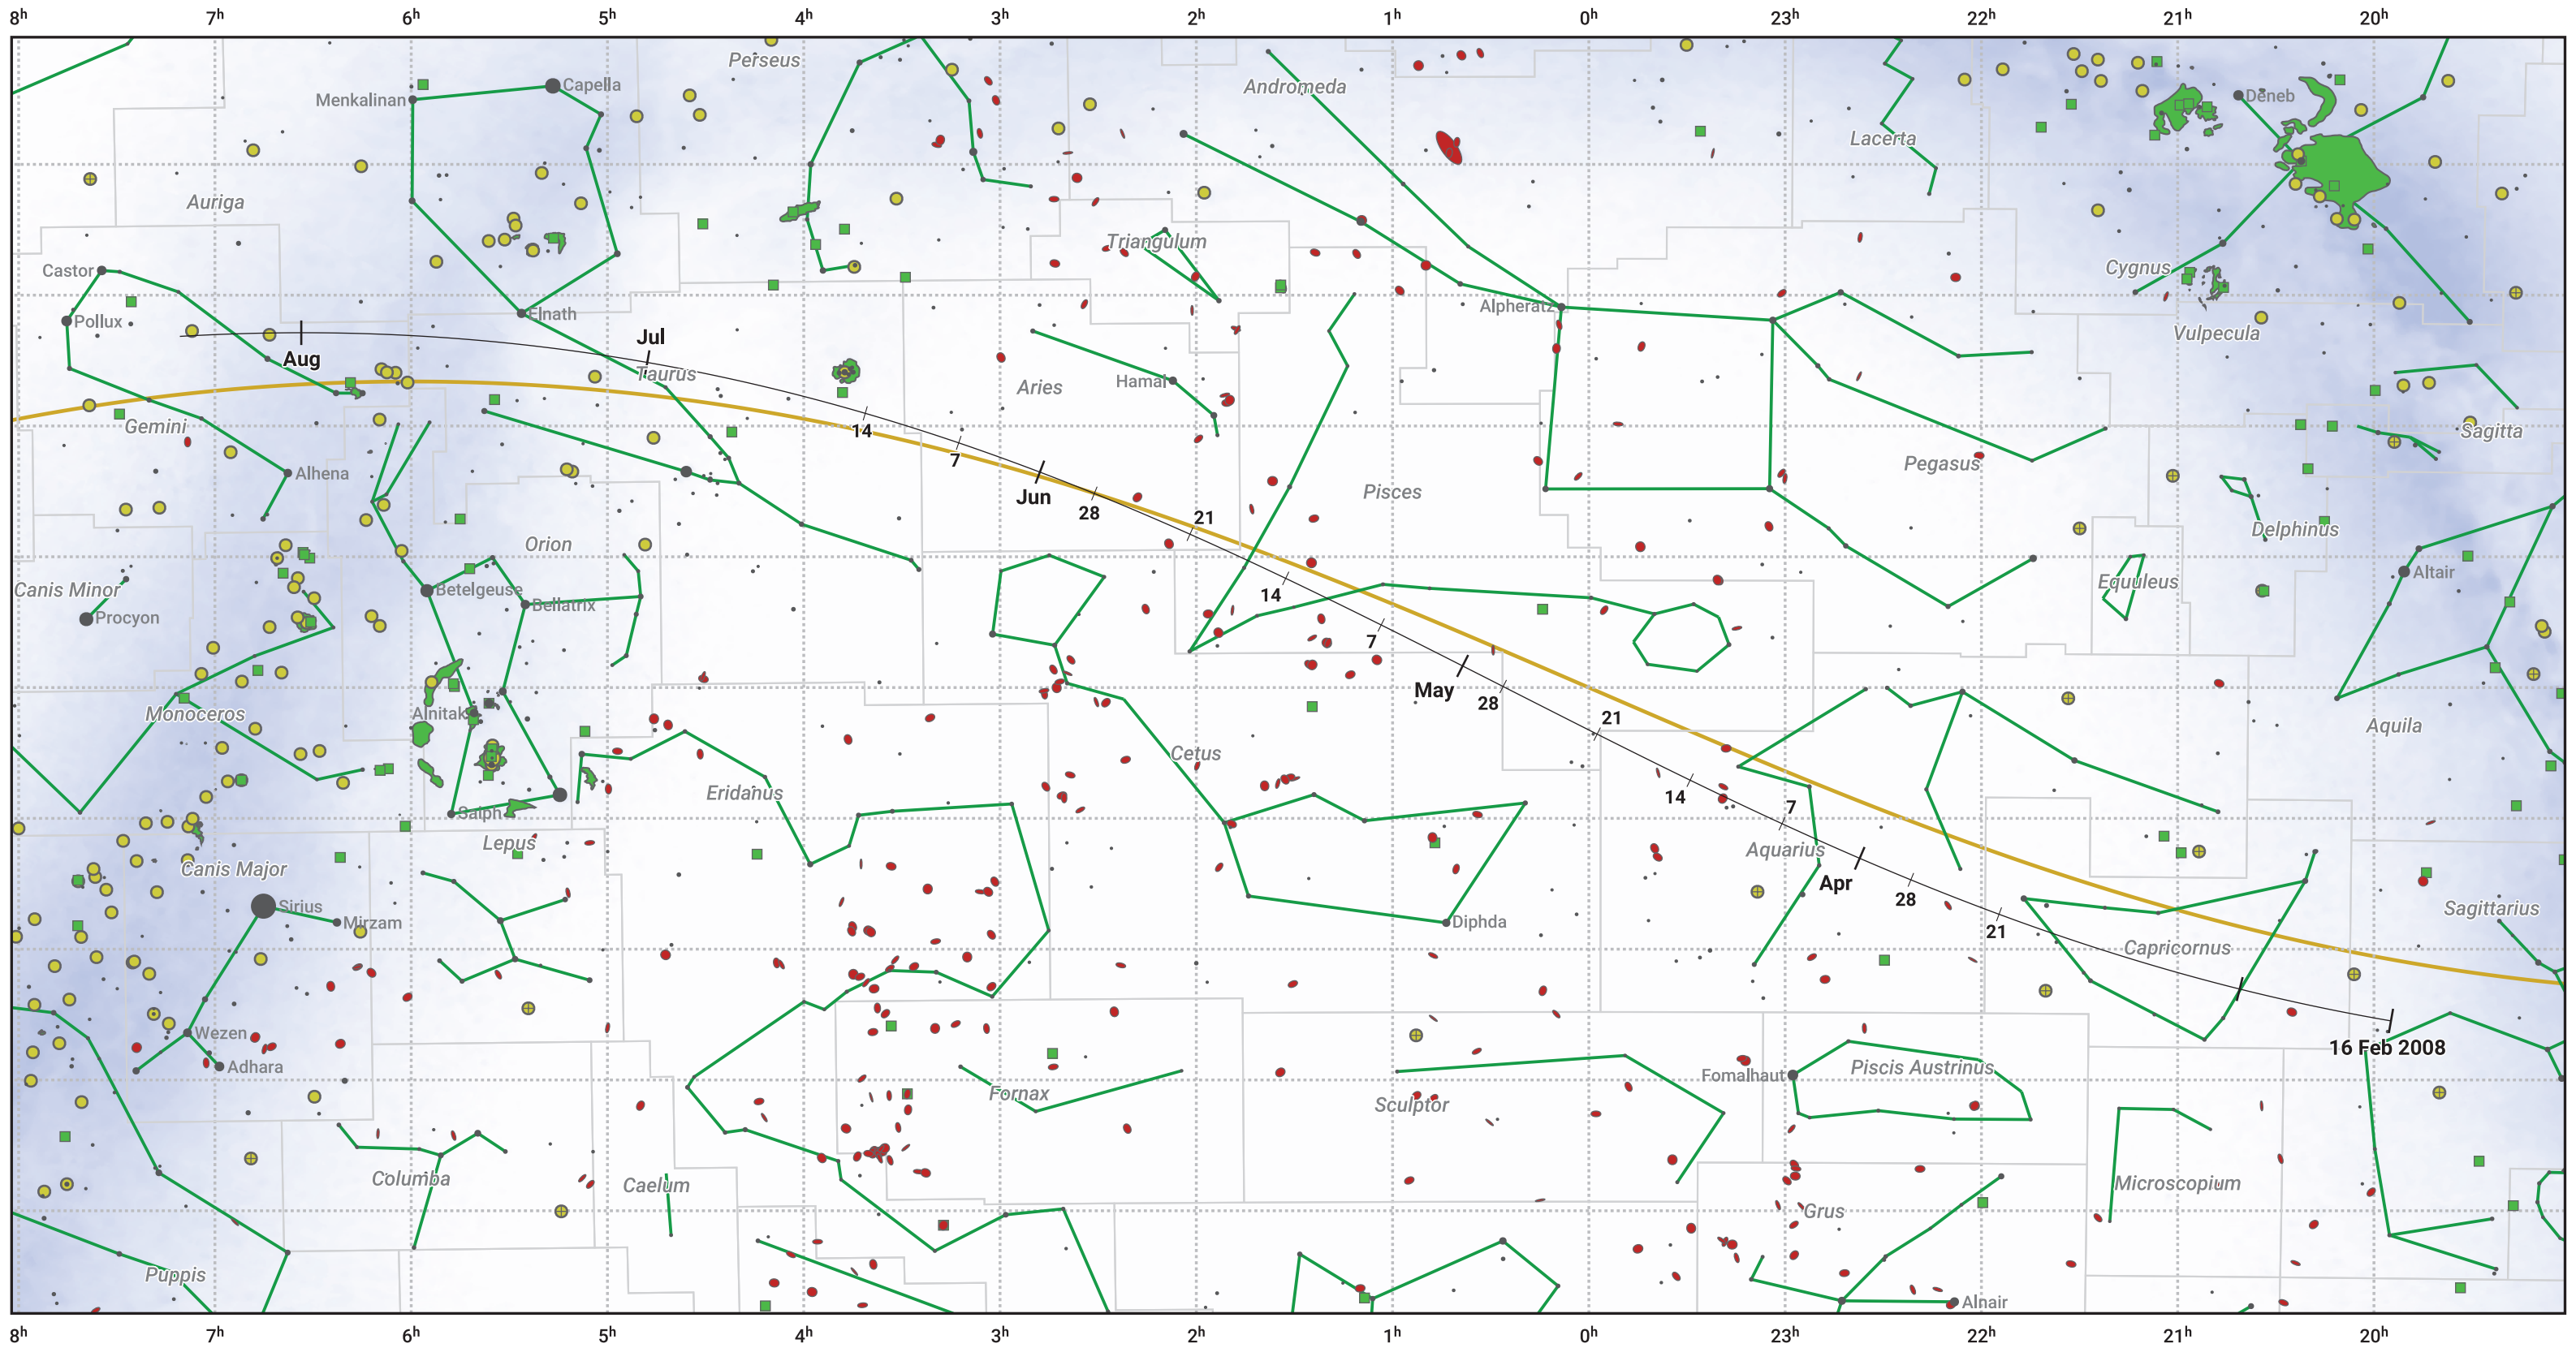 8h 7h 6h 5h 4h 3h 2h 1h 0h 23h 22h 21h 20h
Perseus
Andromeda
Capella
Menkalinan
Deneb
Lacerta
Auriga
Triangulum
Castor
Cygnus
Pollux
Elnath
Alpheratz
Vulpecula
Jul
Aug
Taurus
Aries
Hamal
Gemini
14
Sagitta
7
Pegasus
Alhena
Pisces
Jun
28
21
Delphinus
Orion
Altair
Canis Minor
Betelgeuse
Equuleus
14
Bellatrix
Procyon
7
May
28
Monoceros
Alnitak
21
Aquila
Cetus
Eridanus
14
7
Saiph
Lepus
Aquarius
Canis Major
Apr
28
Sirius
Mirzam
Diphda
Sagittarius
21
Capricornus
Wezen
16 Feb 2008
Adhara
Fomalhaut
Piscis Austrinus
Fornax
Sculptor
Columba
Caelum
Microscopium
Grus
Puppis
Alnair
8h 7h 6h 5h 4h 3h 2h 1h 0h 23h 22h 21h 20h